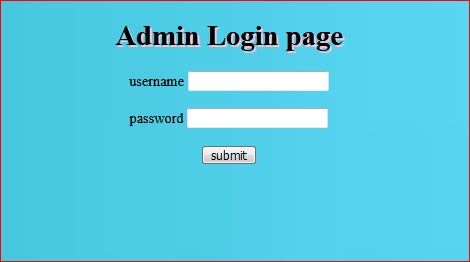 Admin Login page
username
password
submit